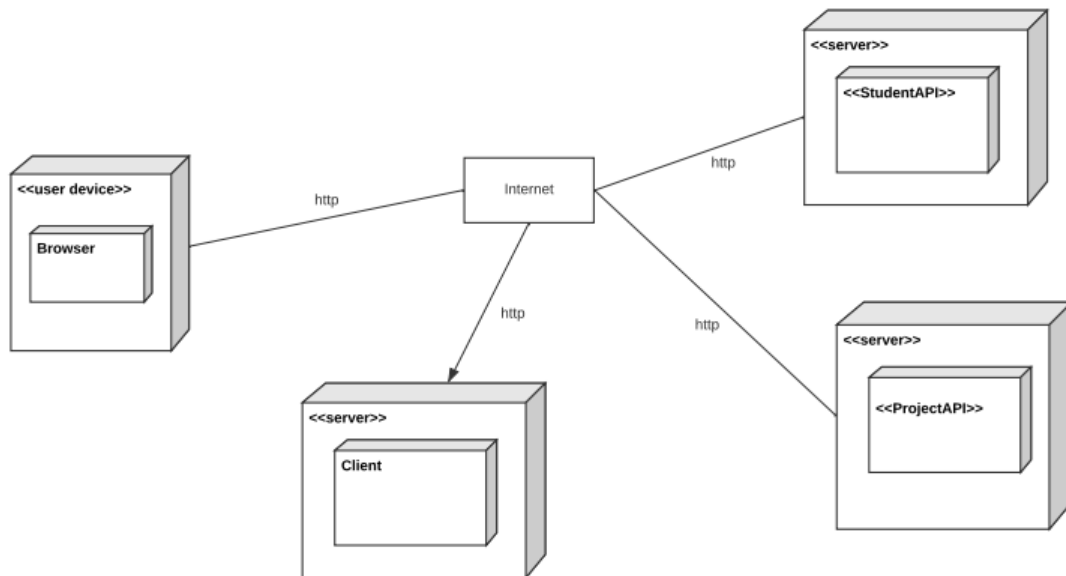 <<server>>
<<StudentAPI>>
http
Internet
<<user device>>
http
Browser
http
http
<<server>>
<<ProjectAPI>>
<<server>>
Client